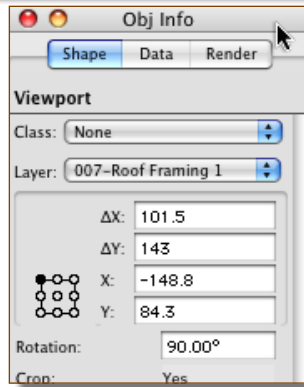 Obj Info
Shape Data Render
Viewport
Class: None
Layer: 007-Roof Framing 1
ΔX: 101.5
ΔY: 143
X: -148.8
Y: 84.3
Rotation: 90.00°
Crop: Yes